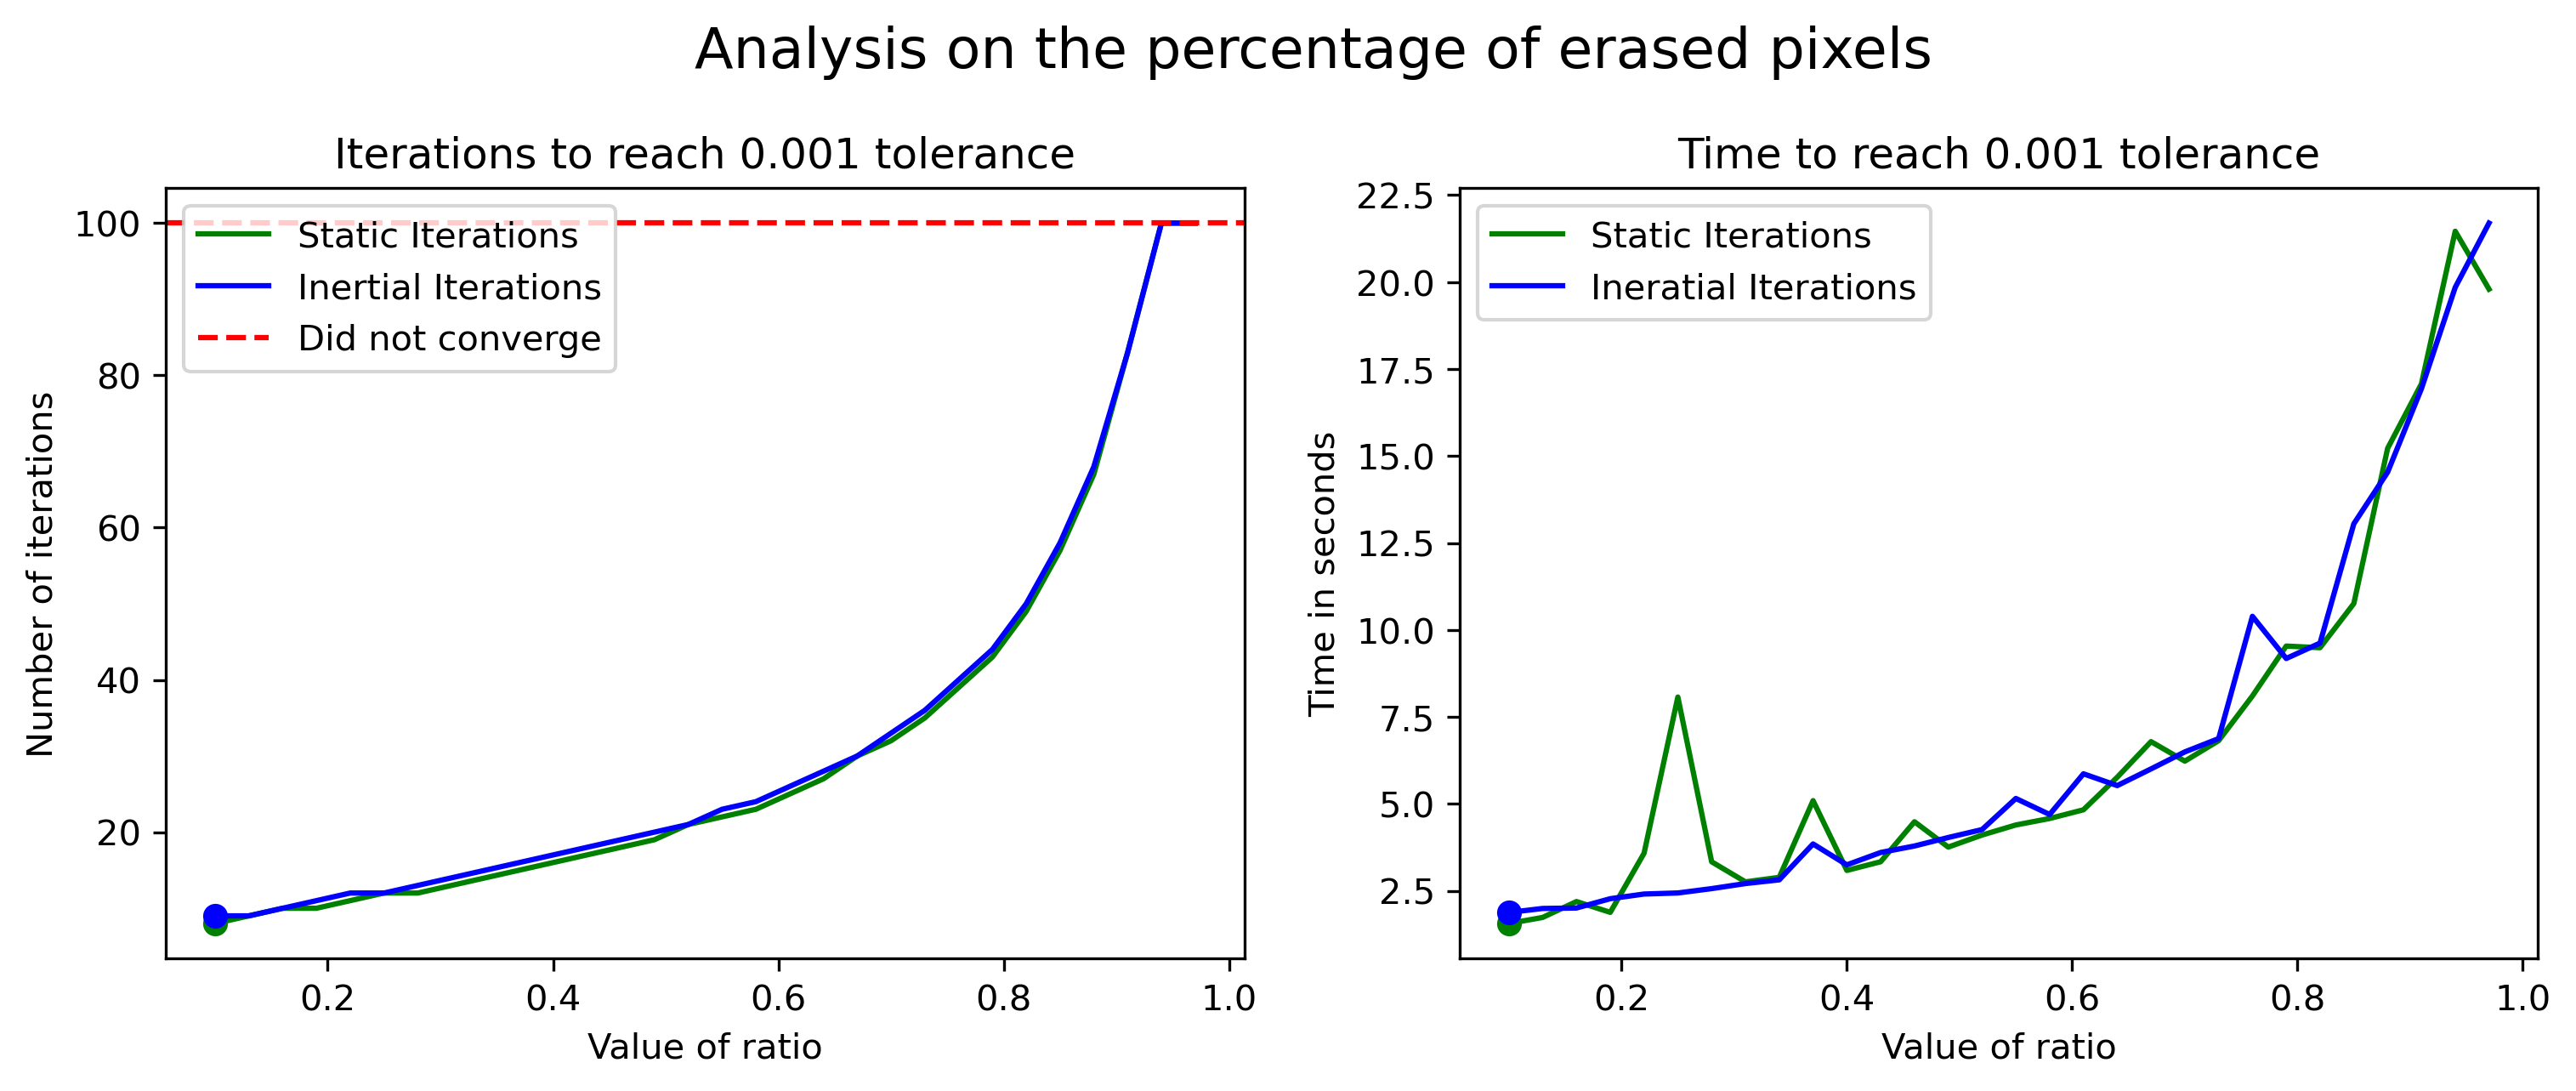 Analysis on the percentage of erased pixels
Iterations to reach 0.001 tolerance
100
80
60
40
20
Number of iterations
Static Iterations
Inertial Iterations
Did not converge
0.2 0.4 0.6 0.8 1.0
Value of ratio
Time to reach 0.001 tolerance
22.5
20.0
17.5
15.0
12.5
10.0
7.5
5.0
2.5
Time in seconds
Static Iterations
Ineratial Iterations
0.2 0.4 0.6 0.8 1.0
Value of ratio